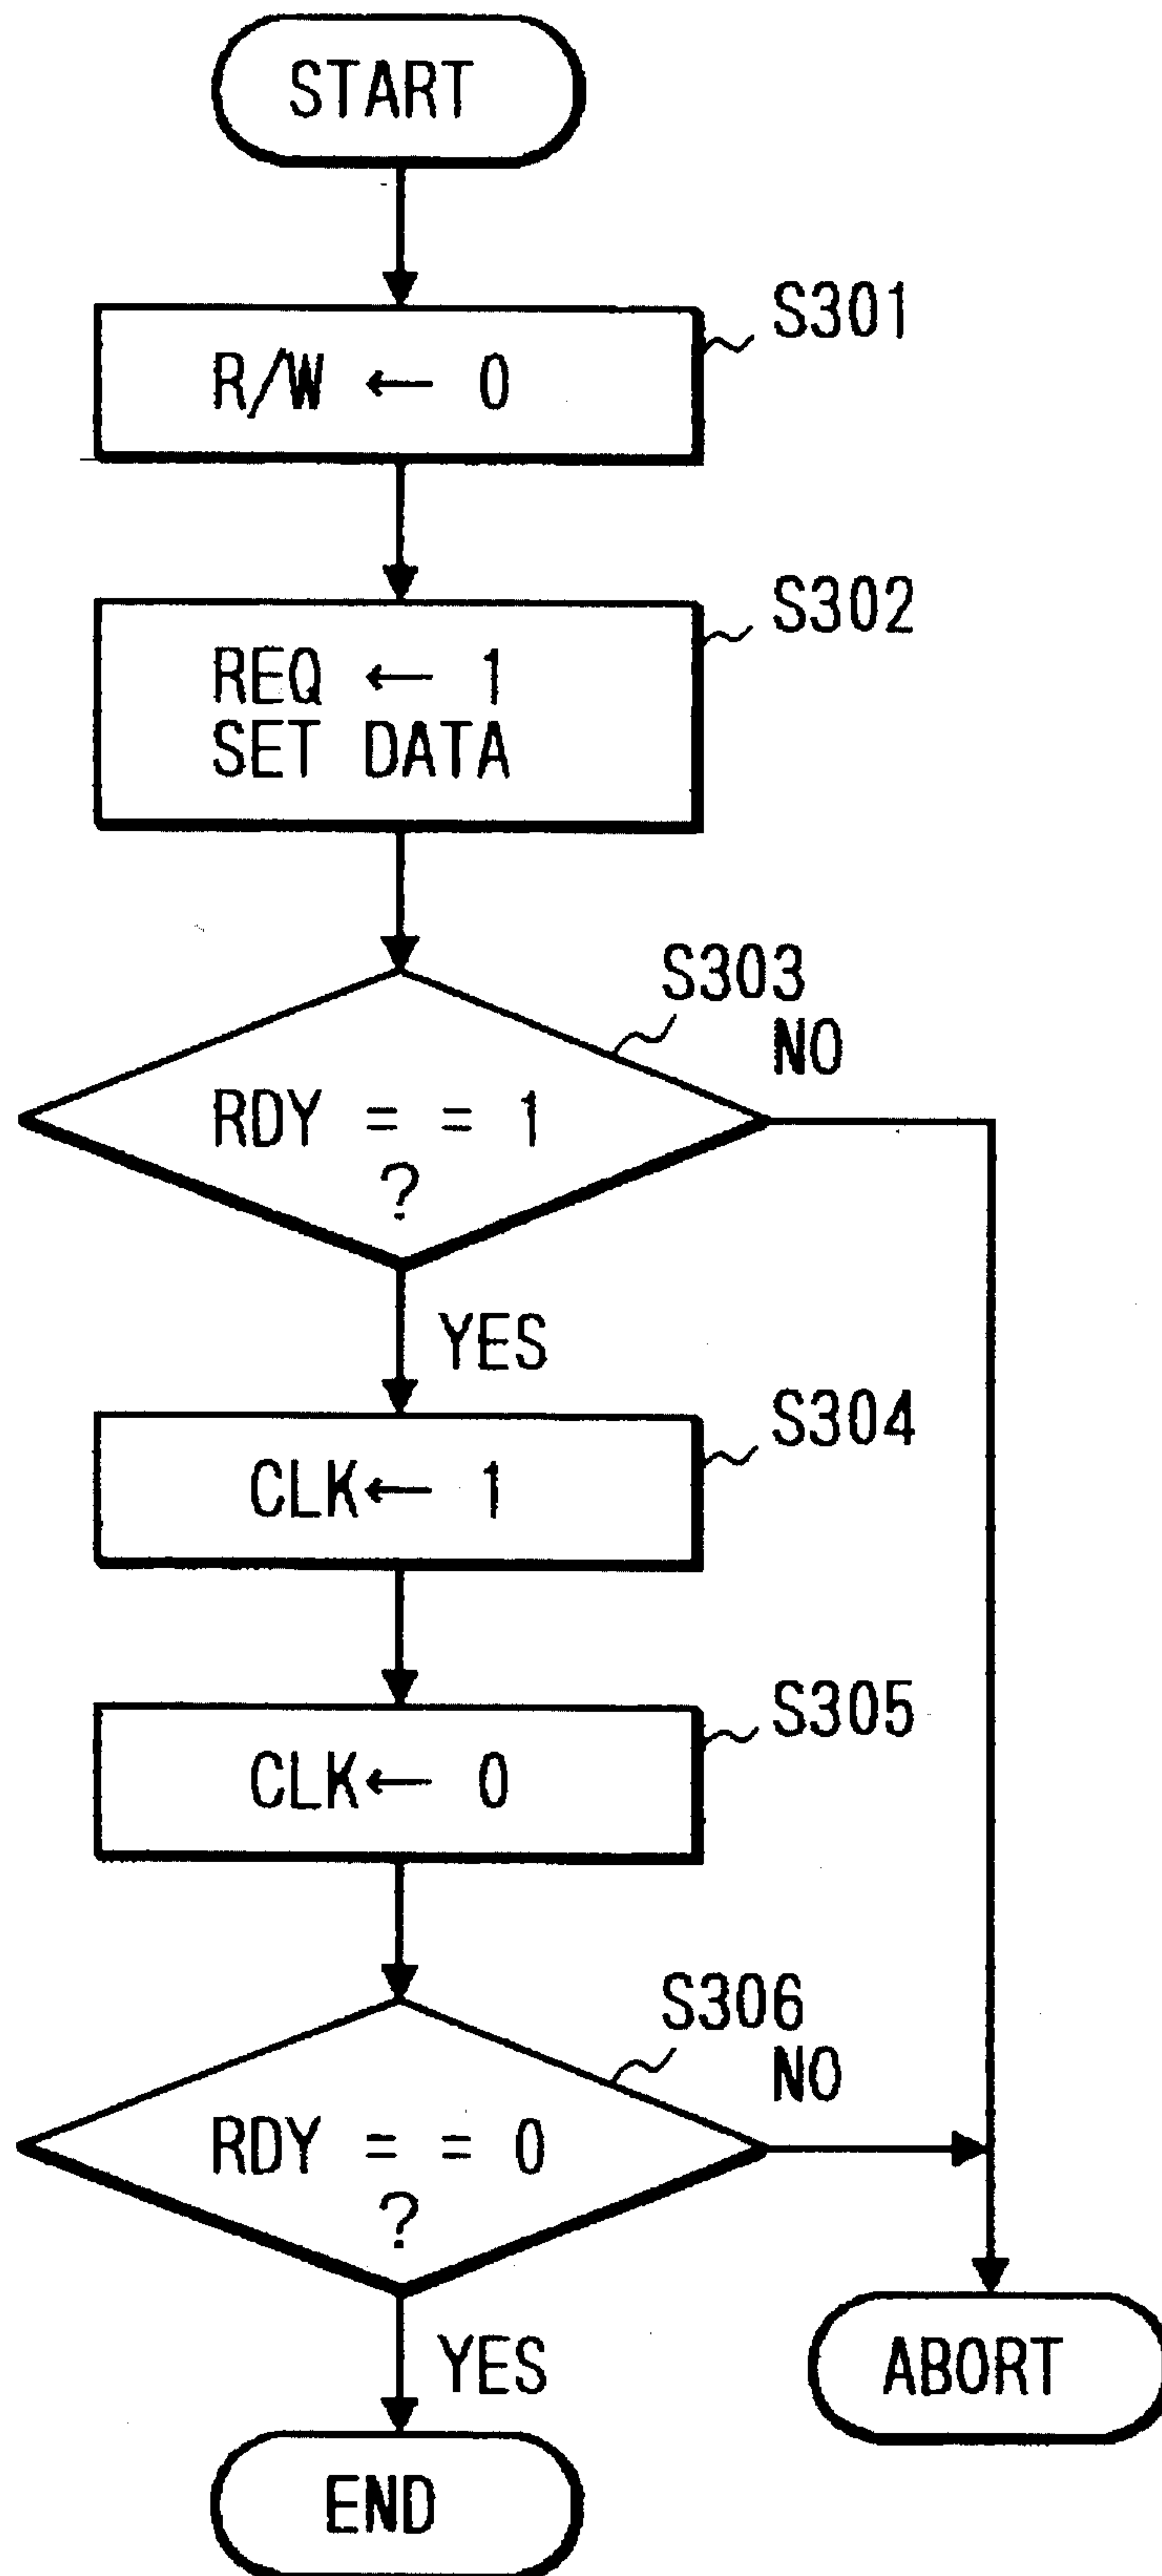 START
S301
R/W ← 0
S302
REQ ← 1
SET DATA
S303
NO
RDY = = 1
?
YES
S304
CLK← 1
S305
CLK← 0
S306
NO
RDY = = 0
?
YES
ABORT
END